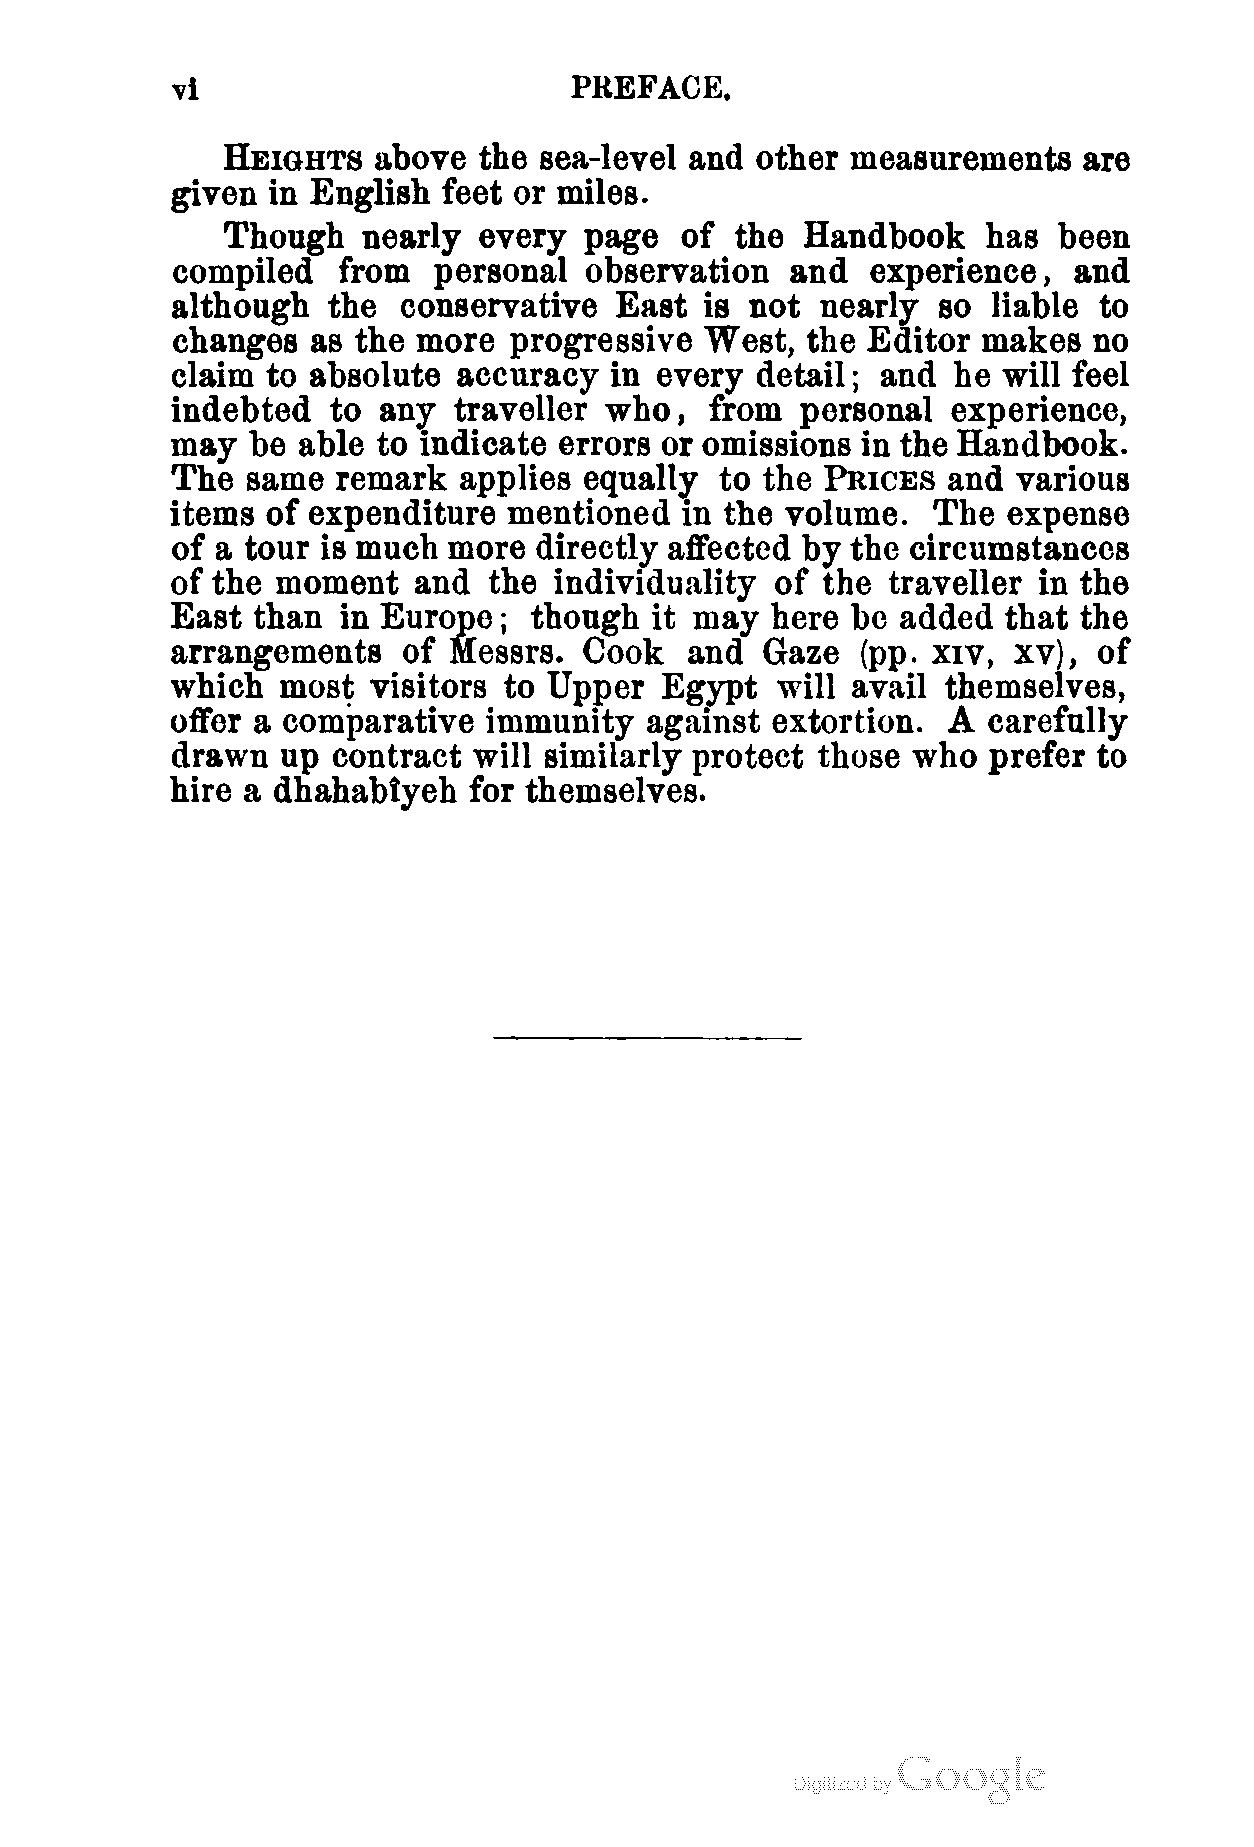 vi PREFACE.
HEIGHTS above the sea-level and other measurements are
given in English feet or miles.
Though nearly every page of the Handbook has been
compiled from personal observation and experience, and
although the conservative East is not nearly so liable to
changes as the more progressive West, the Editor makes no
claim to absolute accuracy in every detail; and he will feel
indebted to any traveller who, from personal experience,
may be able to indicate errors or omissions in the Handbook.
The same remark applies equally to the PRICES and various
items of expenditure mentioned in the volume. The expense
of a tour is much more directly affected by the circumstances
of the moment and the individuality of the traveller in the
East than in Europe; though it may here be added that the
arrangements of Messrs. Cook and Gaze (pp. XIV, XV), of
which most visitors to Upper Egypt will avail themselves,
offer a comparative immunity against extortion. A carefully
drawn up contract will similarly protect those who prefer to
hire a dhahabîyeh for themselves.
Digitized by Google